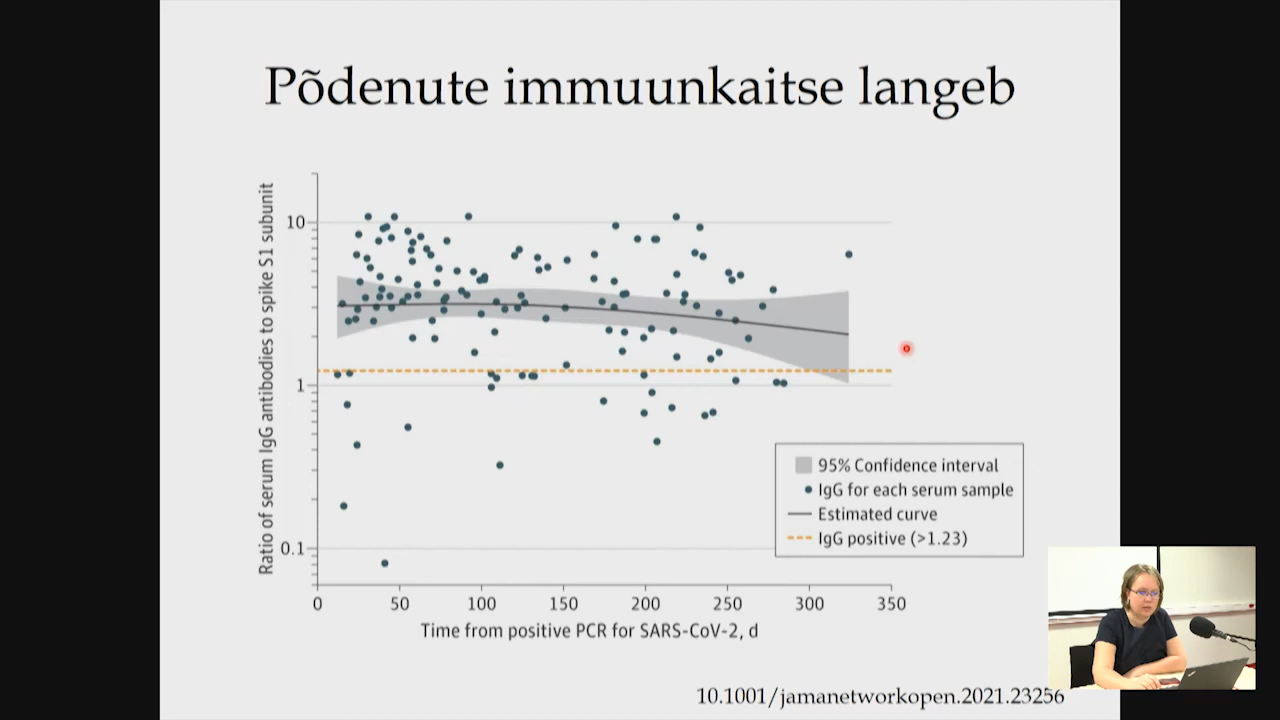 Põdenute immuunkaitse langeb
Ratio of serum IgG antibodies to spike S1 subunit
10
1
0.1
0 50 100 150 200 250 300 350
Time from positive PCR for SARS-CoV-2, d
95% Confidence interval
IgG for each serum sample
Estimated curve
IgG positive (>1.23)
10.1001/jamanetworkopen.2021.23256